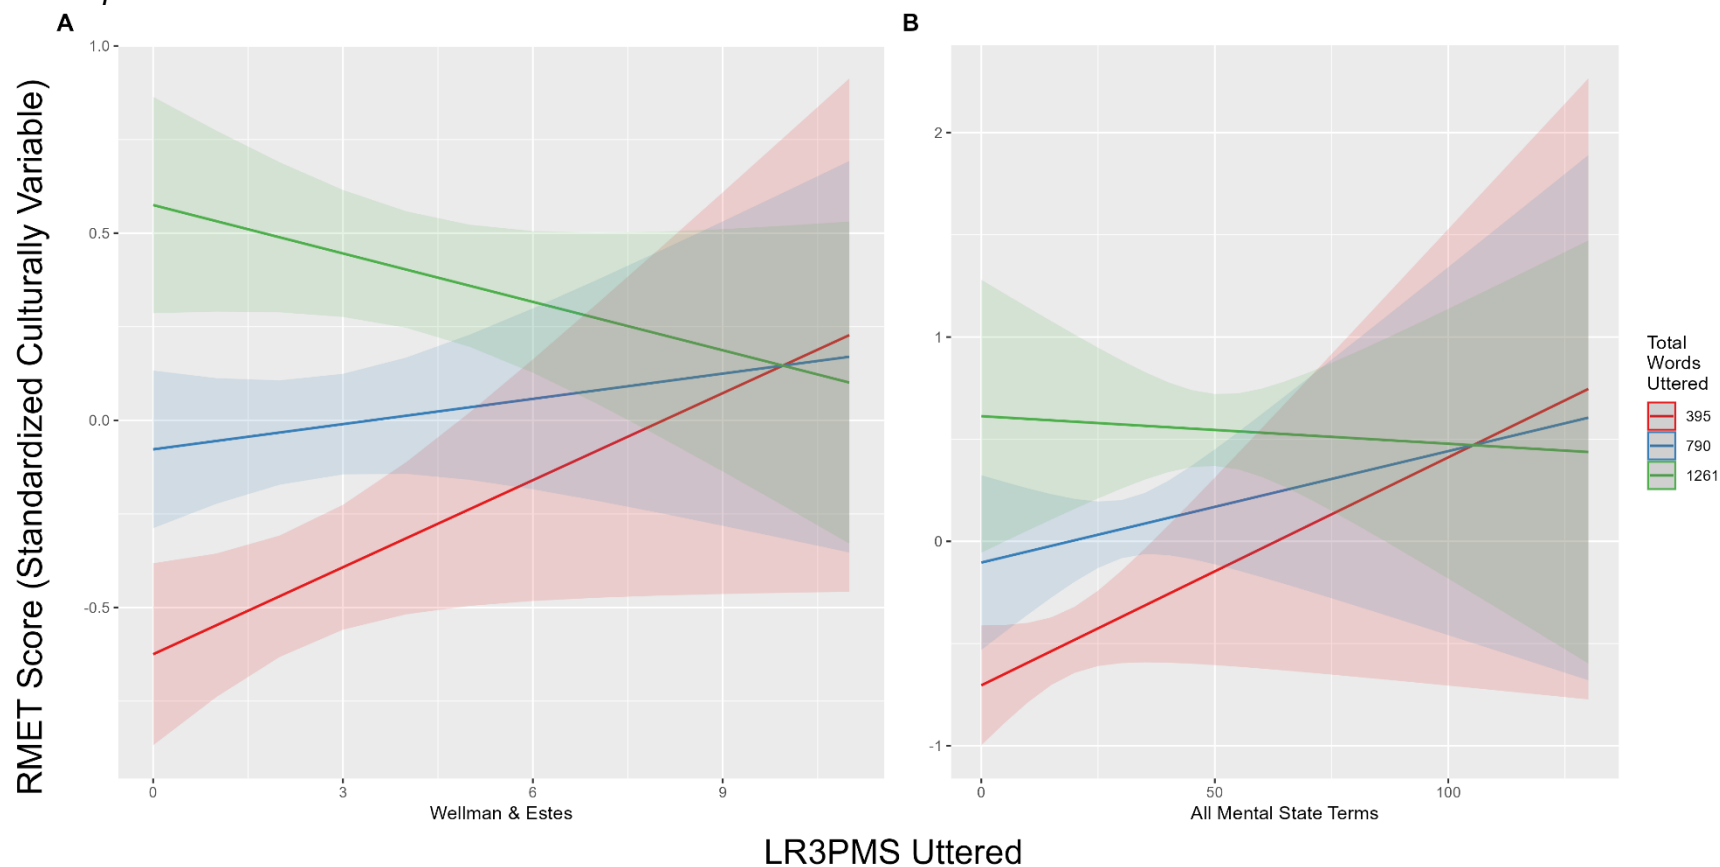 A
B
RMET Score (Standardized Culturally Variable)
1.0
0.5
0.0
-0.5
0
3
6
9
Wellman & Estes
2
1
0
-1
0
50
100
All Mental State Terms
LR3PMS Uttered
Total
Words
Uttered
395
790
1261